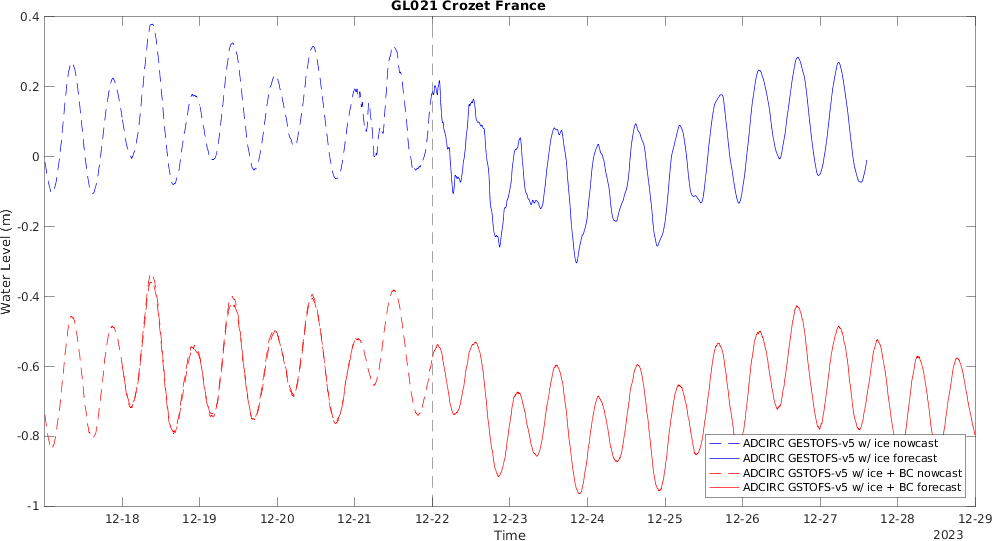 GL021 Crozet France
0.4
0.2
0
-0.2
-0.4
-0.6
-0.8
-1
Water Level (m)
ADCIRC GESTOFS-v5 w/ ice nowcast
ADCIRC GESTOFS-v5 w/ ice forecast
ADCIRC GSTOFS-v5 w/ ice + BC nowcast
ADCIRC GSTOFS-v5 w/ ice + BC forecast
12-18 12-19 12-20 12-21 12-22 12-23 12-24 12-25 12-26 12-27 12-28 12-29
Time
2023